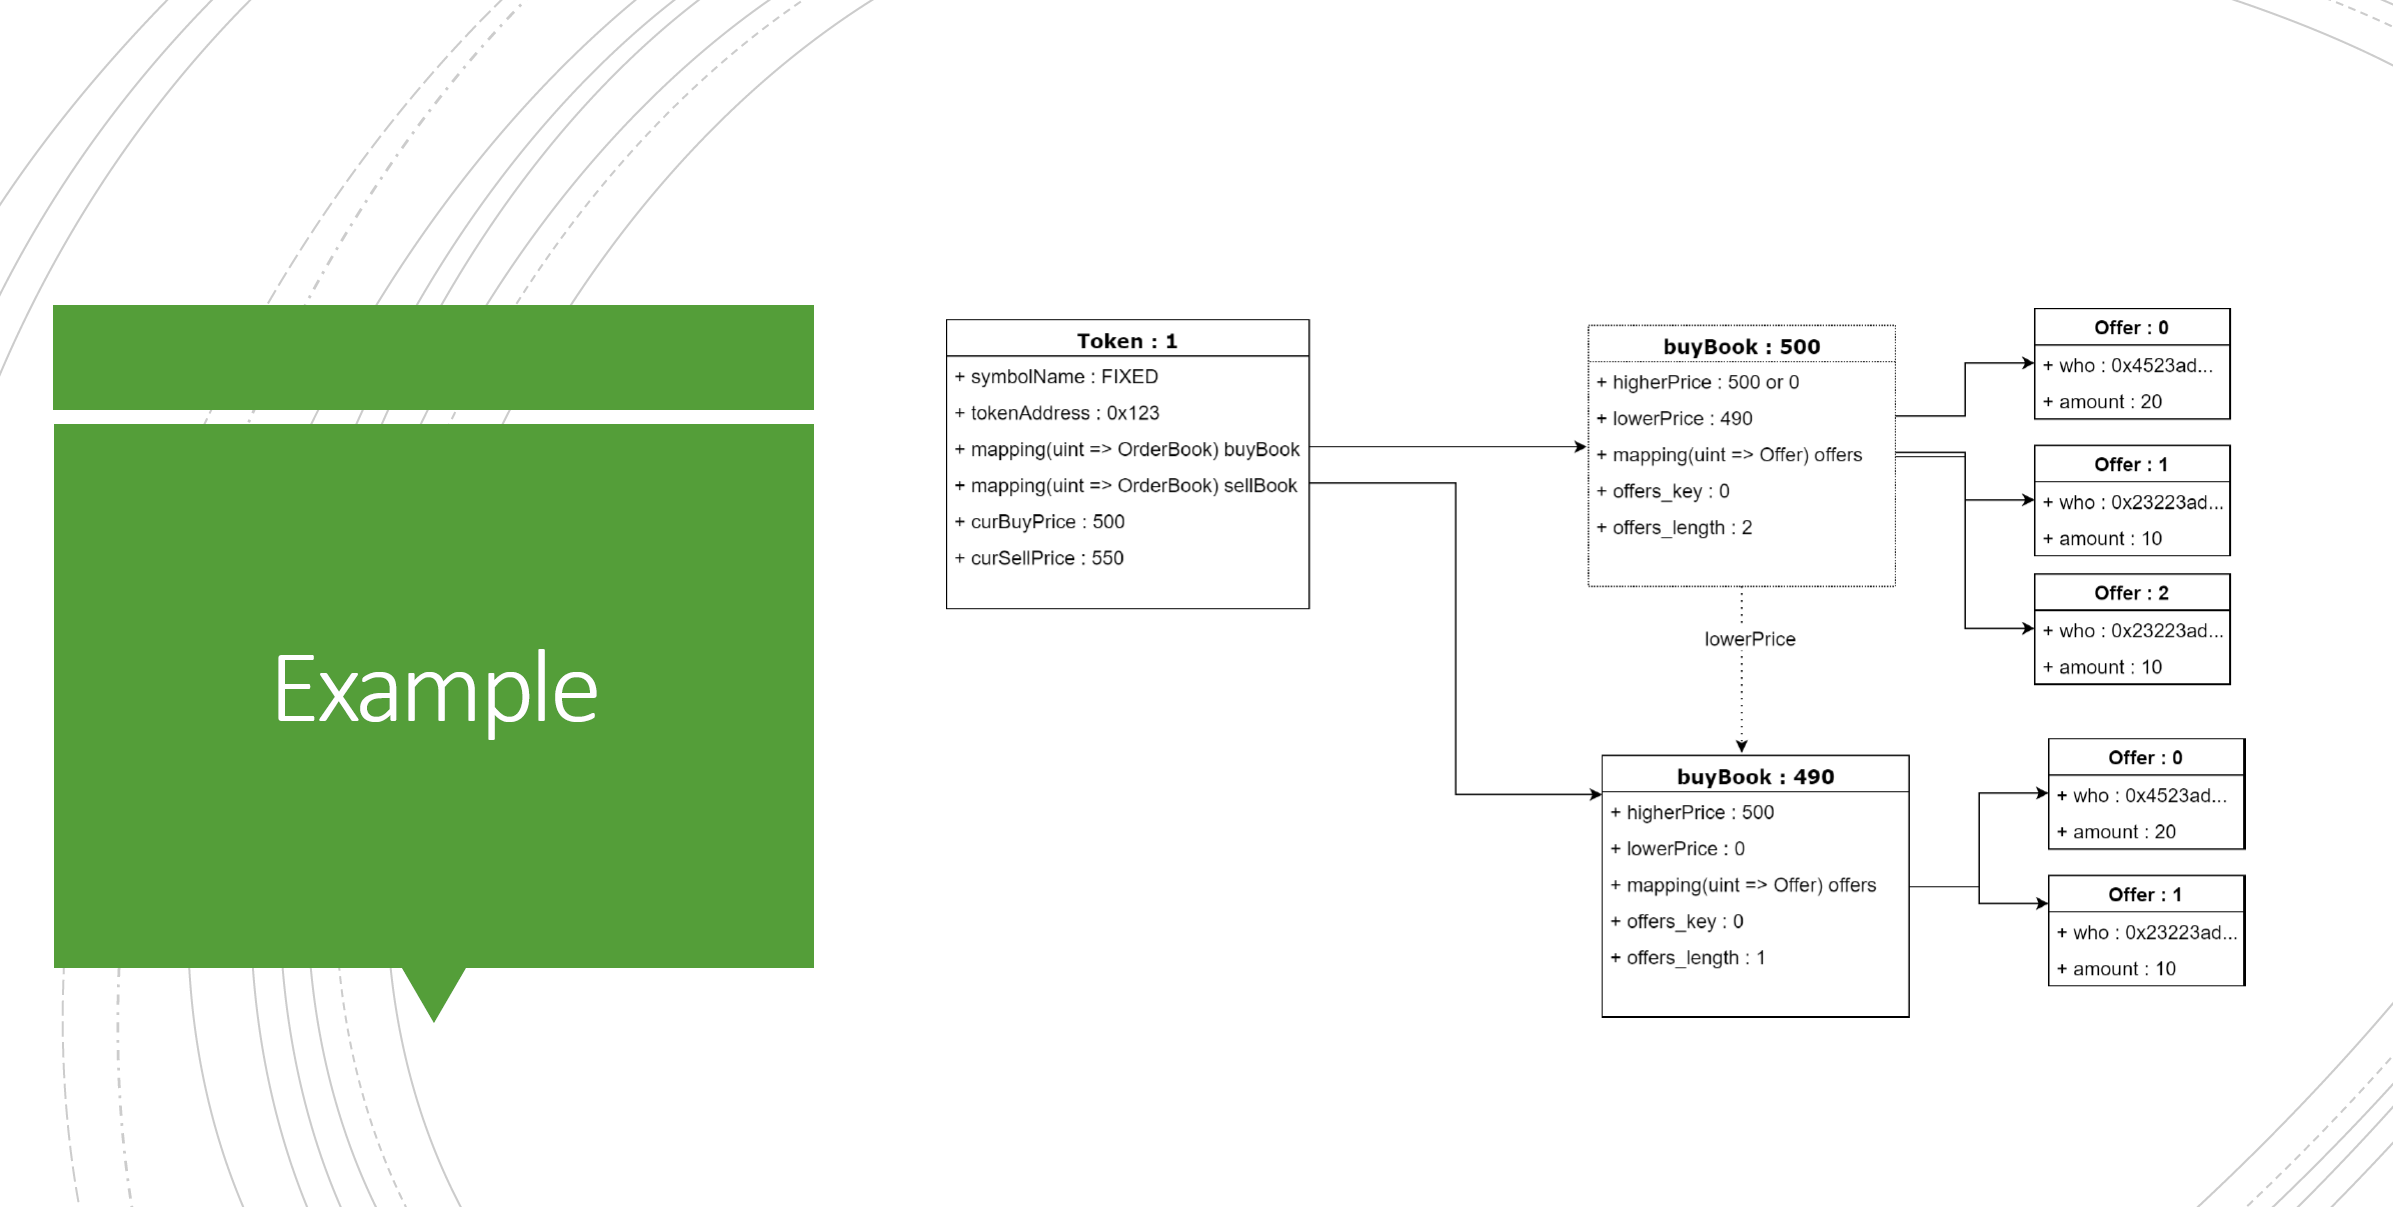 Example
Token : 1
+ symbolName : FIXED
+ tokenAddress : 0x123
+ mapping(uint => OrderBook) buyBook
+ mapping(uint => OrderBook) sellBook
+ curBuyPrice : 500
+ curSellPrice : 550
buyBook : 500
+ higherPrice : 500 or 0
+ lowerPrice : 490
+ mapping(uint => Offer) offers
+ offers_key : 0
+ offers_length : 2
Offer : 0
+ who : 0x4523ad...
+ amount : 20
Offer : 1
+ who : 0x23223ad...
+ amount : 10
Offer : 2
+ who : 0x23223ad...
+ amount : 10
lowerPrice
buyBook : 490
+ higherPrice : 500
+ lowerPrice : 0
+ mapping(uint => Offer) offers
+ offers_key : 0
+ offers_length : 1
Offer : 0
+ who : 0x4523ad...
+ amount : 20
Offer : 1
+ who : 0x23223ad...
+ amount : 10